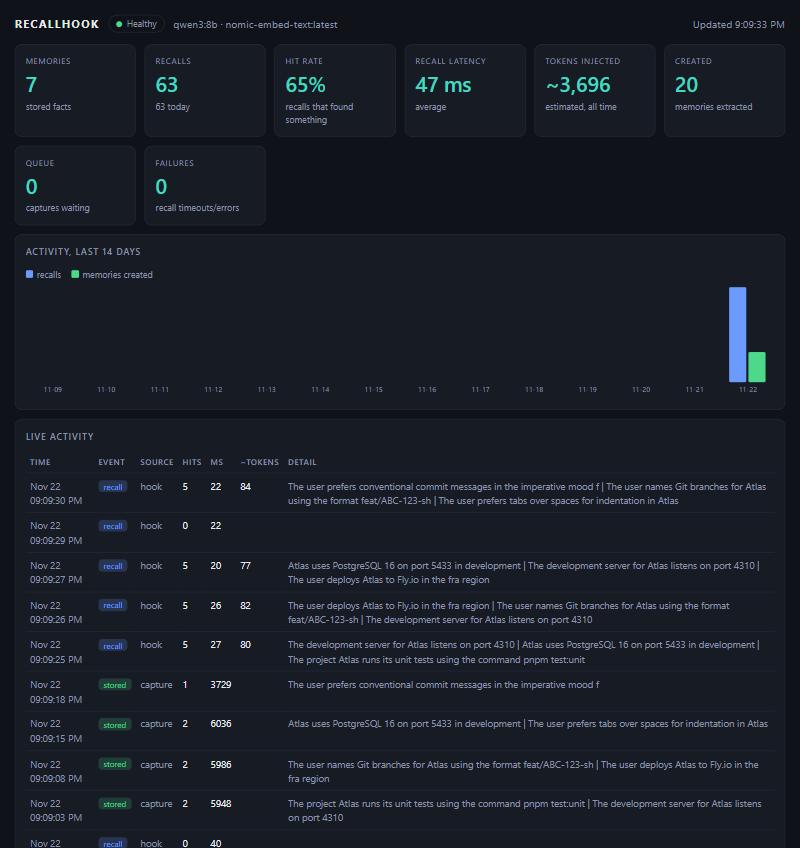 RECALLHOOK Healthy qwen3:8b · nomic-embed-text:latest Updated 9:09:33 PM
MEMORIES
7
stored facts
RECALLS
63
63 today
HIT RATE
65%
recalls that found
something
RECALL LATENCY
47 ms
average
TOKENS INJECTED
~3,696
estimated, all time
CREATED
20
memories extracted
QUEUE
0
captures waiting
FAILURES
0
recall timeouts/errors
ACTIVITY, LAST 14 DAYS
recalls memories created
11-09 11-10 11-11 11-12 11-13 11-14 11-15 11-16 11-17 11-18 11-19 11-20 11-21 11-22
LIVE ACTIVITY
TIME EVENT SOURCE HITS MS ~TOKENS DETAIL
Nov 22 recall hook 5 22 84 The user prefers conventional commit messages in the imperative mood f | The user names Git branches for Atlas
09:09:30 PM using the format feat/ABC-123-sh | The user prefers tabs over spaces for indentation in Atlas
Nov 22 recall hook 0 22
09:09:29 PM
Nov 22 recall hook 5 20 77 Atlas uses PostgreSQL 16 on port 5433 in development | The development server for Atlas listens on port 4310 |
09:09:27 PM The user deploys Atlas to Fly.io in the fra region
Nov 22 recall hook 5 26 82 The user deploys Atlas to Fly.io in the fra region | The user names Git branches for Atlas using the format
09:09:26 PM feat/ABC-123-sh | The development server for Atlas listens on port 4310
Nov 22 recall hook 5 27 80 The development server for Atlas listens on port 4310 | Atlas uses PostgreSQL 16 on port 5433 in development |
09:09:25 PM The project Atlas runs its unit tests using the command pnpm test:unit
Nov 22 stored capture 1 3729 The user prefers conventional commit messages in the imperative mood f
09:09:18 PM
Nov 22 stored capture 2 6036 Atlas uses PostgreSQL 16 on port 5433 in development | The user prefers tabs over spaces for indentation in Atlas
09:09:15 PM
Nov 22 stored capture 2 5986 The user names Git branches for Atlas using the format feat/ABC-123-sh | The user deploys Atlas to Fly.io in the
09:09:08 PM fra region
Nov 22 stored capture 2 5948 The project Atlas runs its unit tests using the command pnpm test:unit | The development server for Atlas listens
09:09:03 PM on port 4310
Nov 22 recall hook 0 40